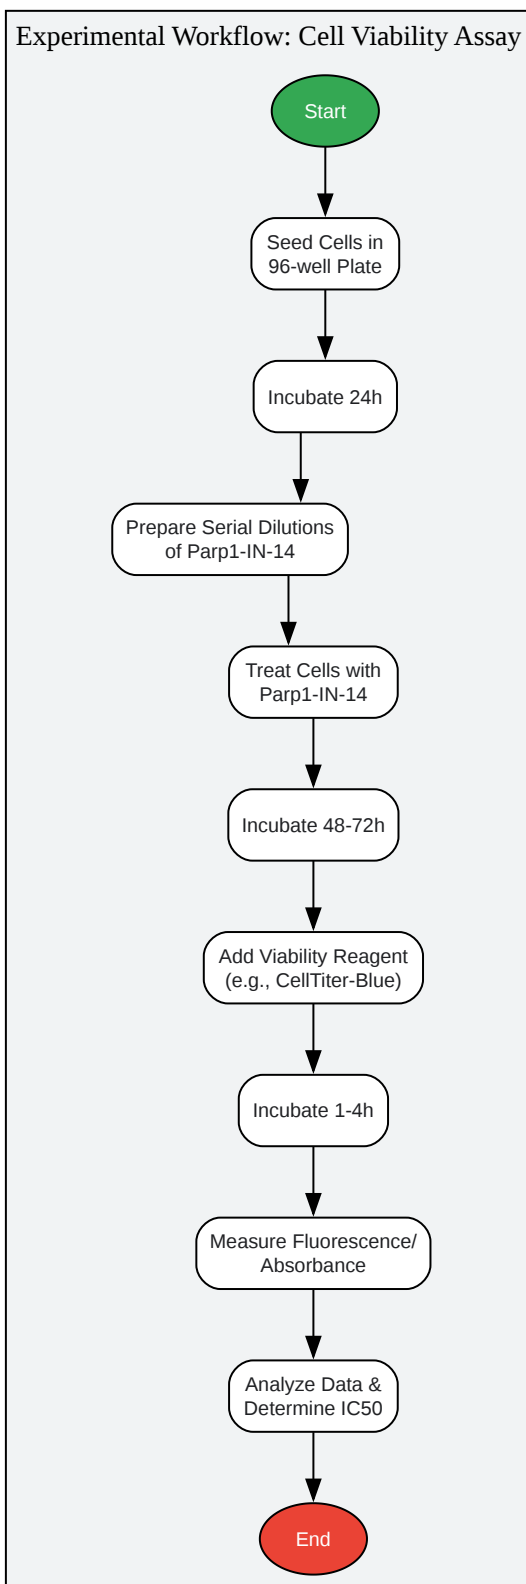 Experimental Workflow: Cell Viability Assay
Start
Seed Cells in
96-well Plate
Incubate 24h
Prepare Serial Dilutions
of Parp1-IN-14
Treat Cells with
Parp1-IN-14
Incubate 48-72h
Add Viability Reagent
(e.g., CellTiter-Blue)
Incubate 1-4h
Measure Fluorescence/
Absorbance
Analyze Data &
Determine IC50
End